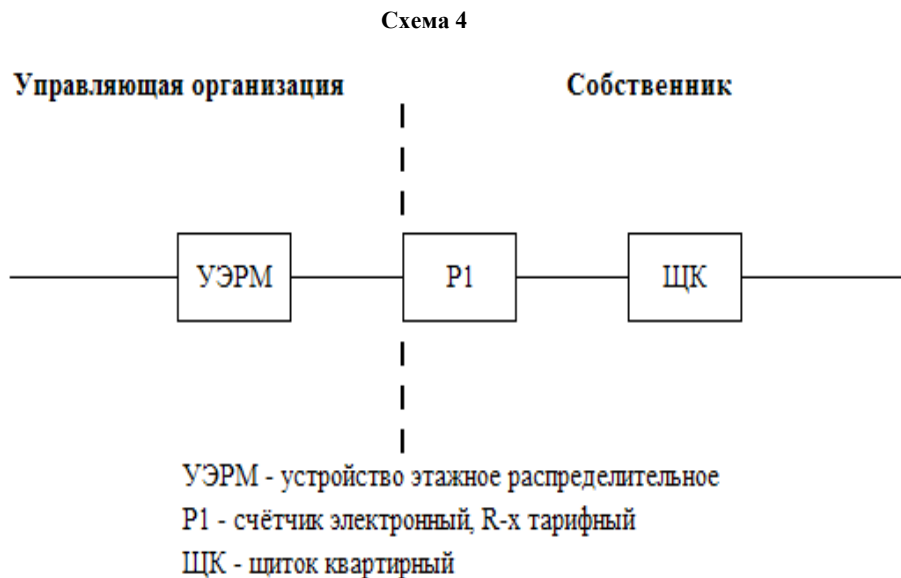 Схема 4
Управляющая организация Собственник
УЭРМ Р1 ЩК
УЭРМ - устройство этажное распределительное
Р1 - счётчик электронный, R-х тарифный
ЩК - щиток квартирный